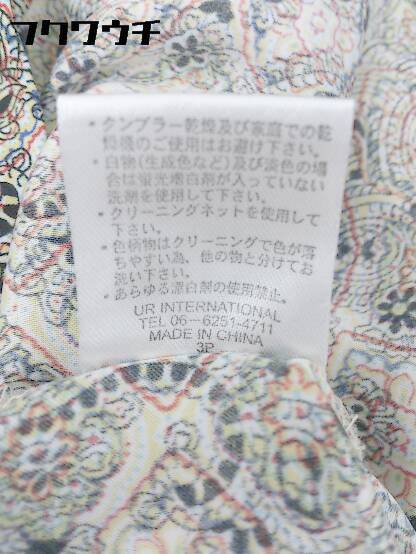 フクワウチ
・タンブラー乾燥及び家庭での乾
燥機のご使用はお避け下さい。
・白物(生成色など)及び淡色の場
合は蛍光増白剤が入っていない
洗剤を使用して下さい。
・クリーニングネットを使用して
下さい。
・色柄物はクリーニングで色が落
ちやすい為、他の物と分けてお
洗い下さい。
・あらゆる漂白剤の使用禁止。
UR INTERNATIONAL
TEL 06-6251-4711
MADE IN CHINA
3P